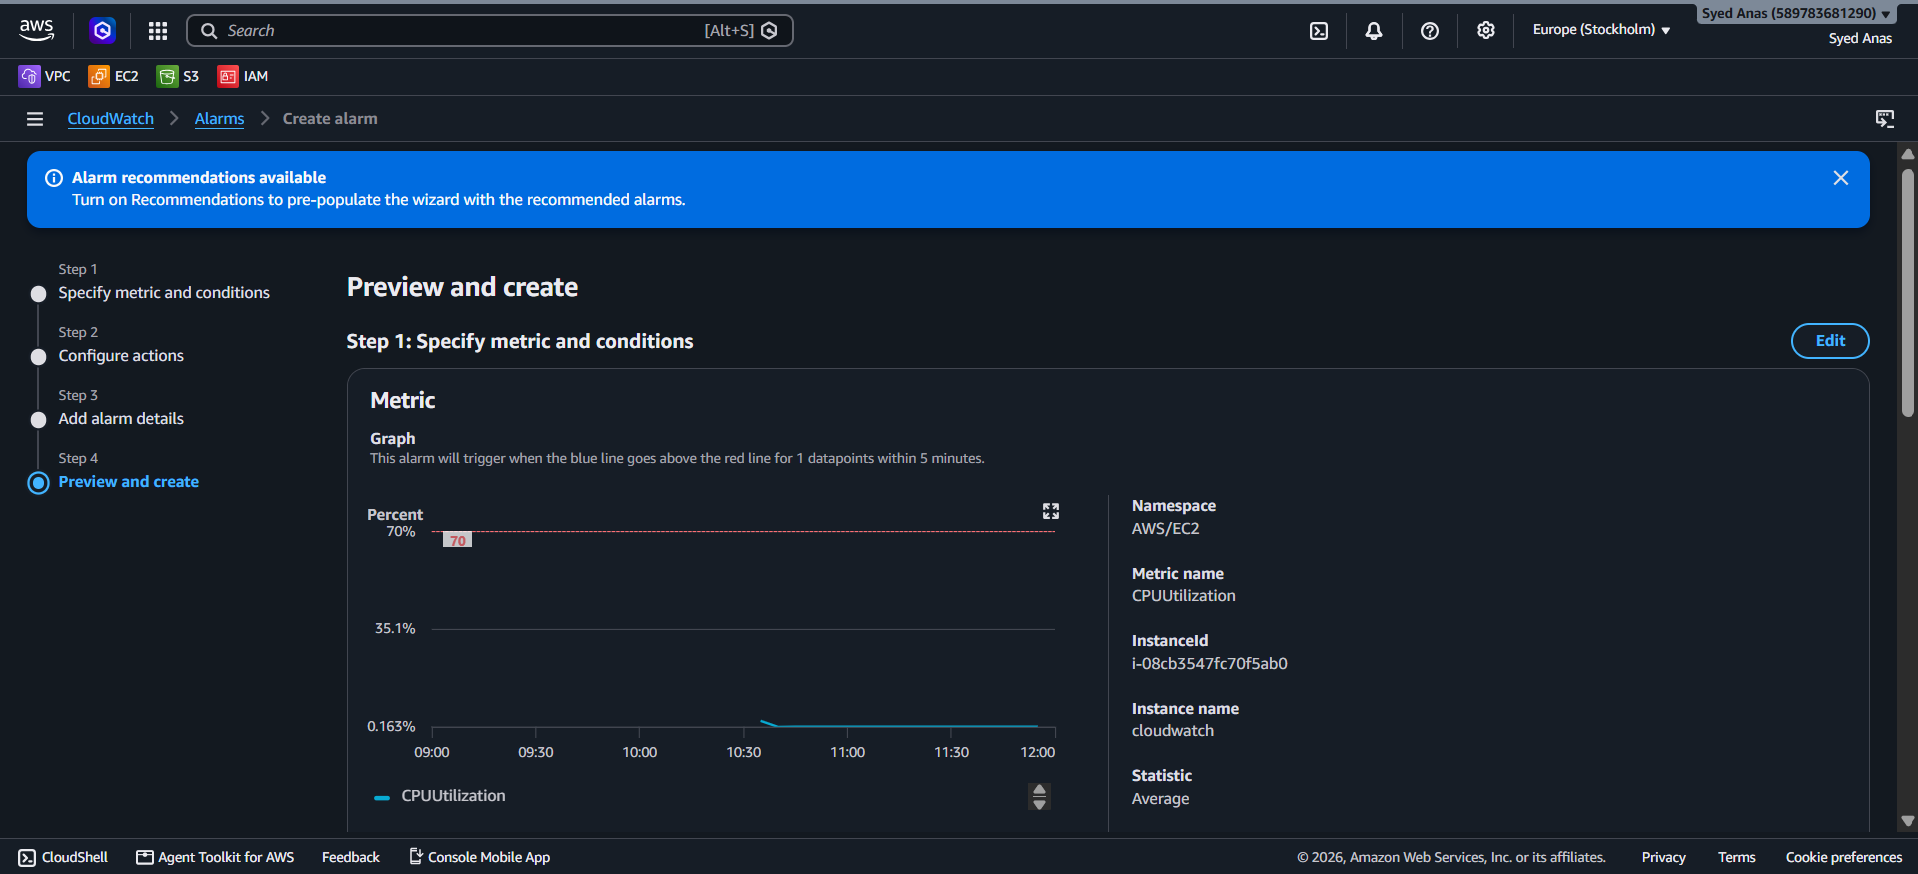 aws
Search [Alt+S]
Europe (Stockholm)
Syed Anas (589783681290)
Syed Anas
VPC EC2 S3 IAM
CloudWatch Alarms Create alarm
Alarm recommendations available
Turn on Recommendations to pre-populate the wizard with the recommended alarms.
Step 1
Specify metric and conditions
Step 2
Configure actions
Step 3
Add alarm details
Step 4
Preview and create
Preview and create
Step 1: Specify metric and conditions
Edit
Metric
Graph
This alarm will trigger when the blue line goes above the red line for 1 datapoints within 5 minutes.
Percent
70%
70
35.1%
0.163%
09:00 09:30 10:00 10:30 11:00 11:30 12:00
CPUUtilization
Namespace
AWS/EC2
Metric name
CPUUtilization
InstanceId
i-08cb3547fc70f5ab0
Instance name
cloudwatch
Statistic
Average
CloudShell Agent Toolkit for AWS Feedback Console Mobile App © 2026, Amazon Web Services, Inc. or its affiliates. Privacy Terms Cookie preferences